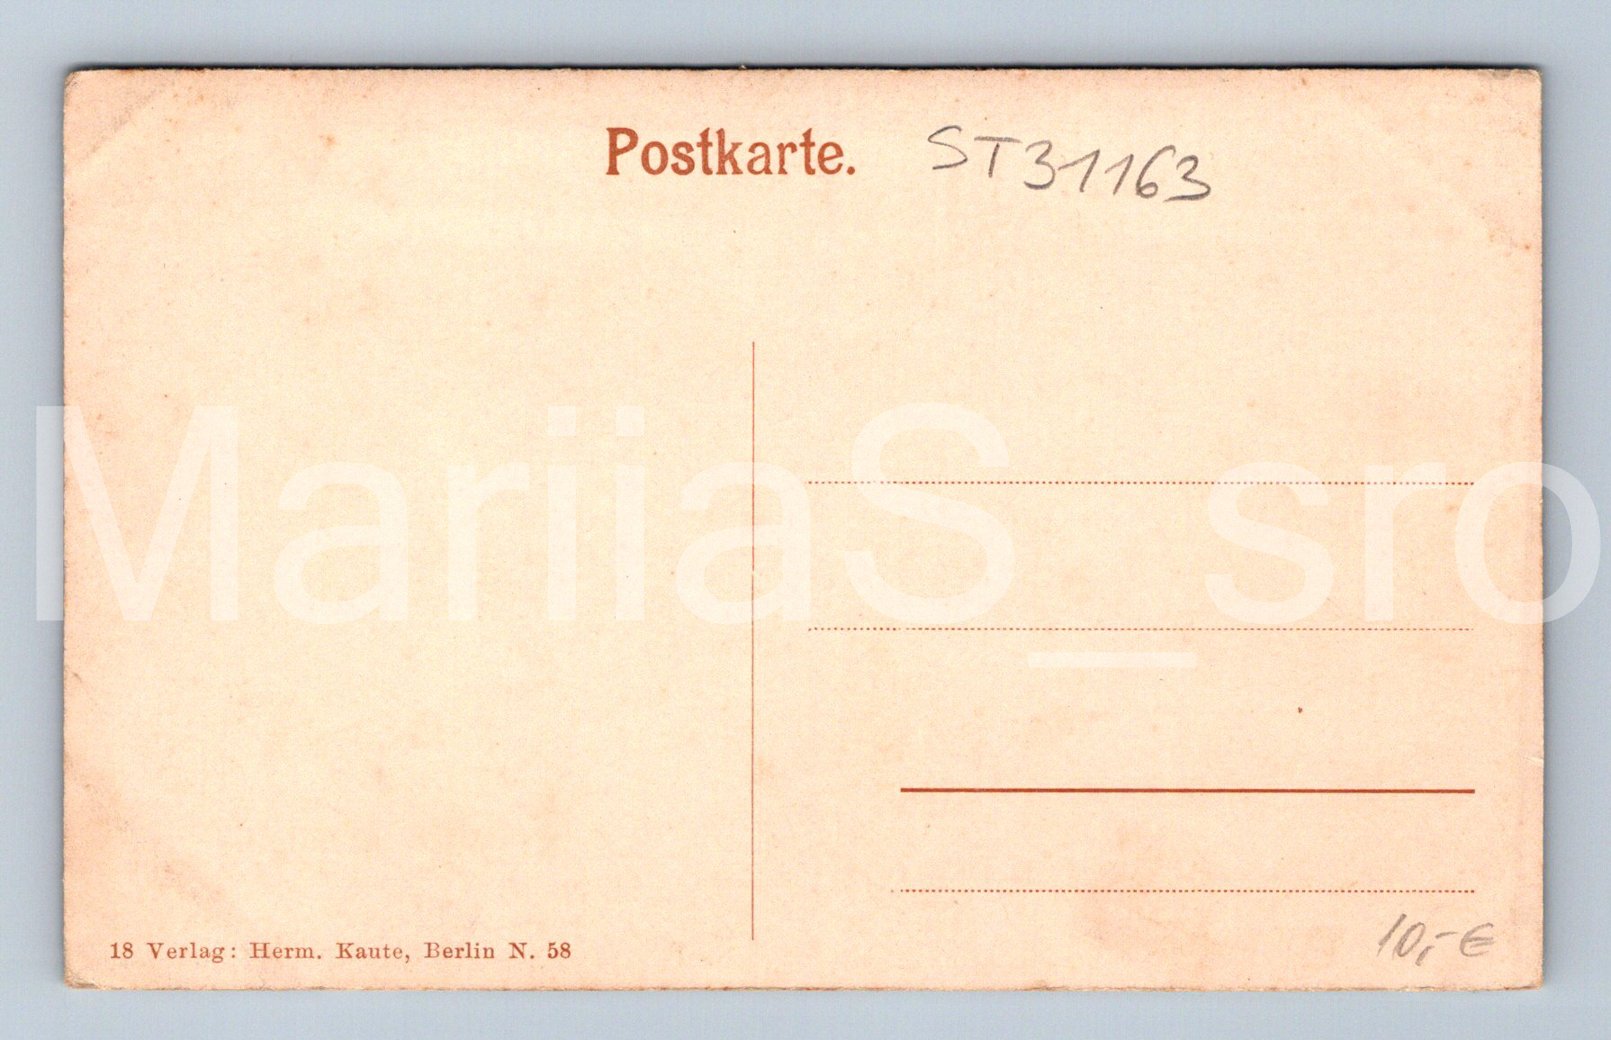 Postkarte. ST31163
MariiaS_sro
18 Verlag: Herm. Kaute, Berlin N. 58
10,- €